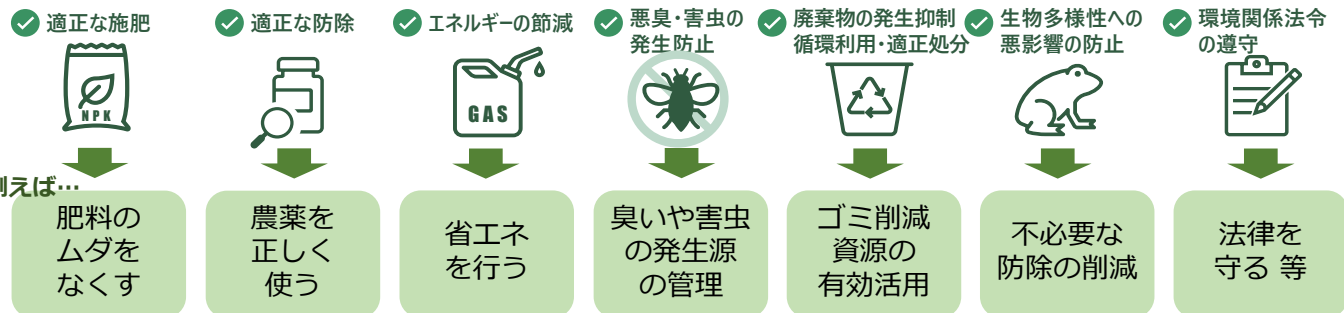 適正な施肥
適正な防除
エネルギーの節減
悪臭・害虫の
発生防止
廃棄物の発生抑制
循環利用・適正処分
生物多様性への
悪影響の防止
環境関係法令
の遵守
NPK
GAS
例えば…
肥料の
ムダを
なくす
農薬を
正しく
使う
省エネ
を行う
臭いや害虫
の発生源
の管理
ゴミ削減
資源の
有効活用
不必要な
防除の削減
法律を
守る 等